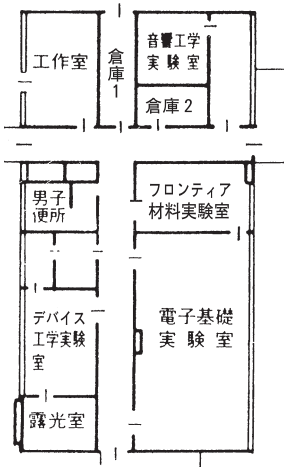 工作室
倉庫1
音響工学
実験室
倉庫2
男子
便所
フロンティア
材料実験室
デバイス
工学実験
室
電子基礎
実験室
露光室